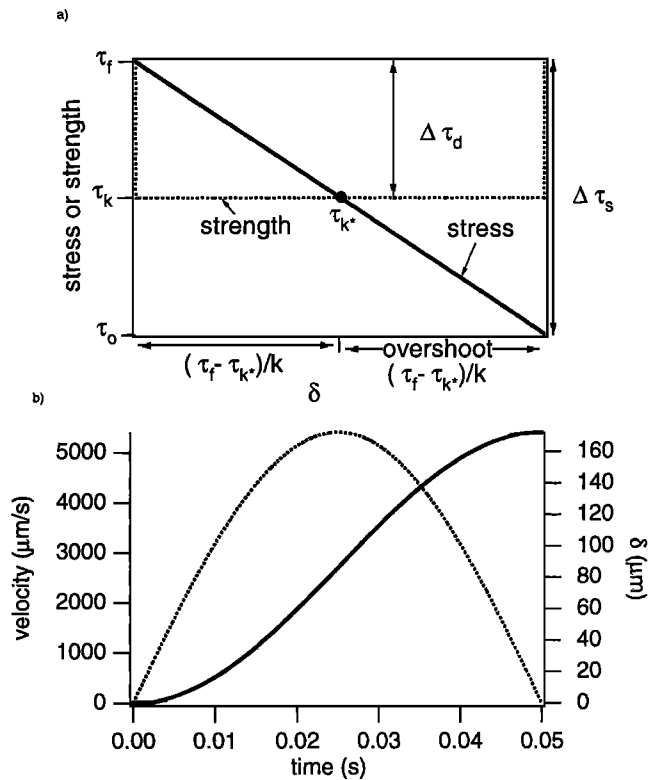 a)
τf
Δ τd
stress or strength
τk
Δ τs
strength
τk*
stress
τo
(τf- τk*)/k
overshoot
(τf- τk*)/k
δ
b)
velocity (μm/s)
5000
4000
3000
2000
1000
0
160
140
120
100
80
60
40
20
0
δ (μm)
0.00 0.01 0.02 0.03 0.04 0.05
time (s)